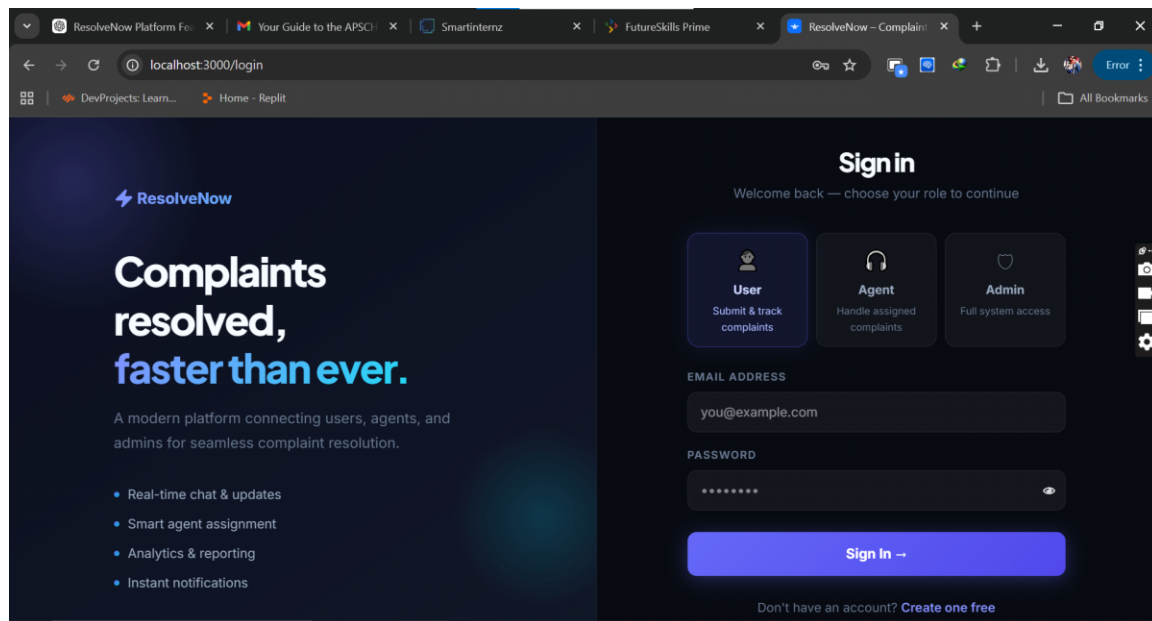 ResolveNow Platform Fe
Your Guide to the APSCH
Smartinternz
FutureSkills Prime
ResolveNow – Complaint
localhost:3000/login
Error
DevProjects: Learn...
Home - Replit
All Bookmarks
ResolveNow
Complaints
resolved,
faster than ever.
A modern platform connecting users, agents, and
admins for seamless complaint resolution.
Real-time chat & updates
Smart agent assignment
Analytics & reporting
Instant notifications
Sign in
Welcome back — choose your role to continue
User
Submit & track
complaints
Agent
Handle assigned
complaints
Admin
Full system access
EMAIL ADDRESS
you@example.com
PASSWORD
••••••••
Sign In →
Don't have an account? Create one free